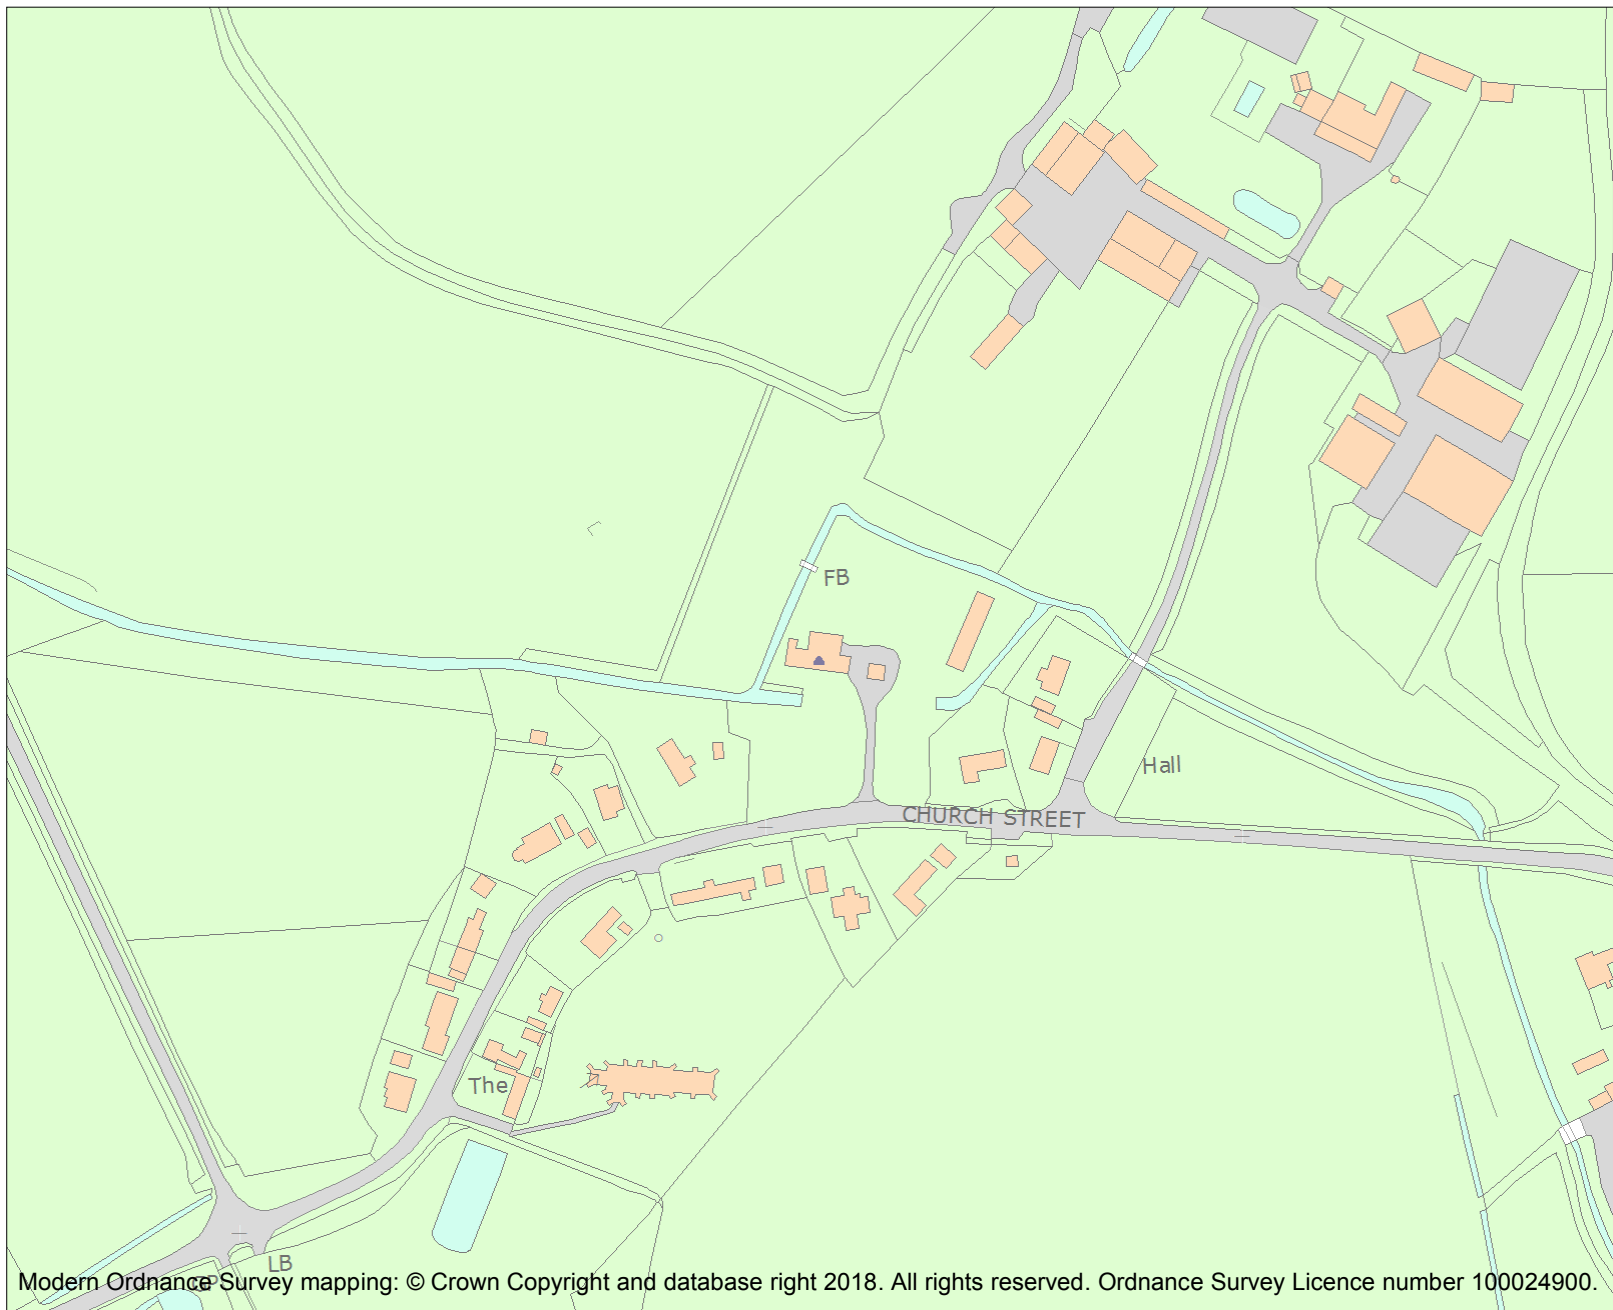 FB
Hall
CHURCH STREET
The
LB
GP
Modern Ordnance Survey mapping: © Crown Copyright and database right 2018. All rights reserved. Ordnance Survey Licence number 100024900.